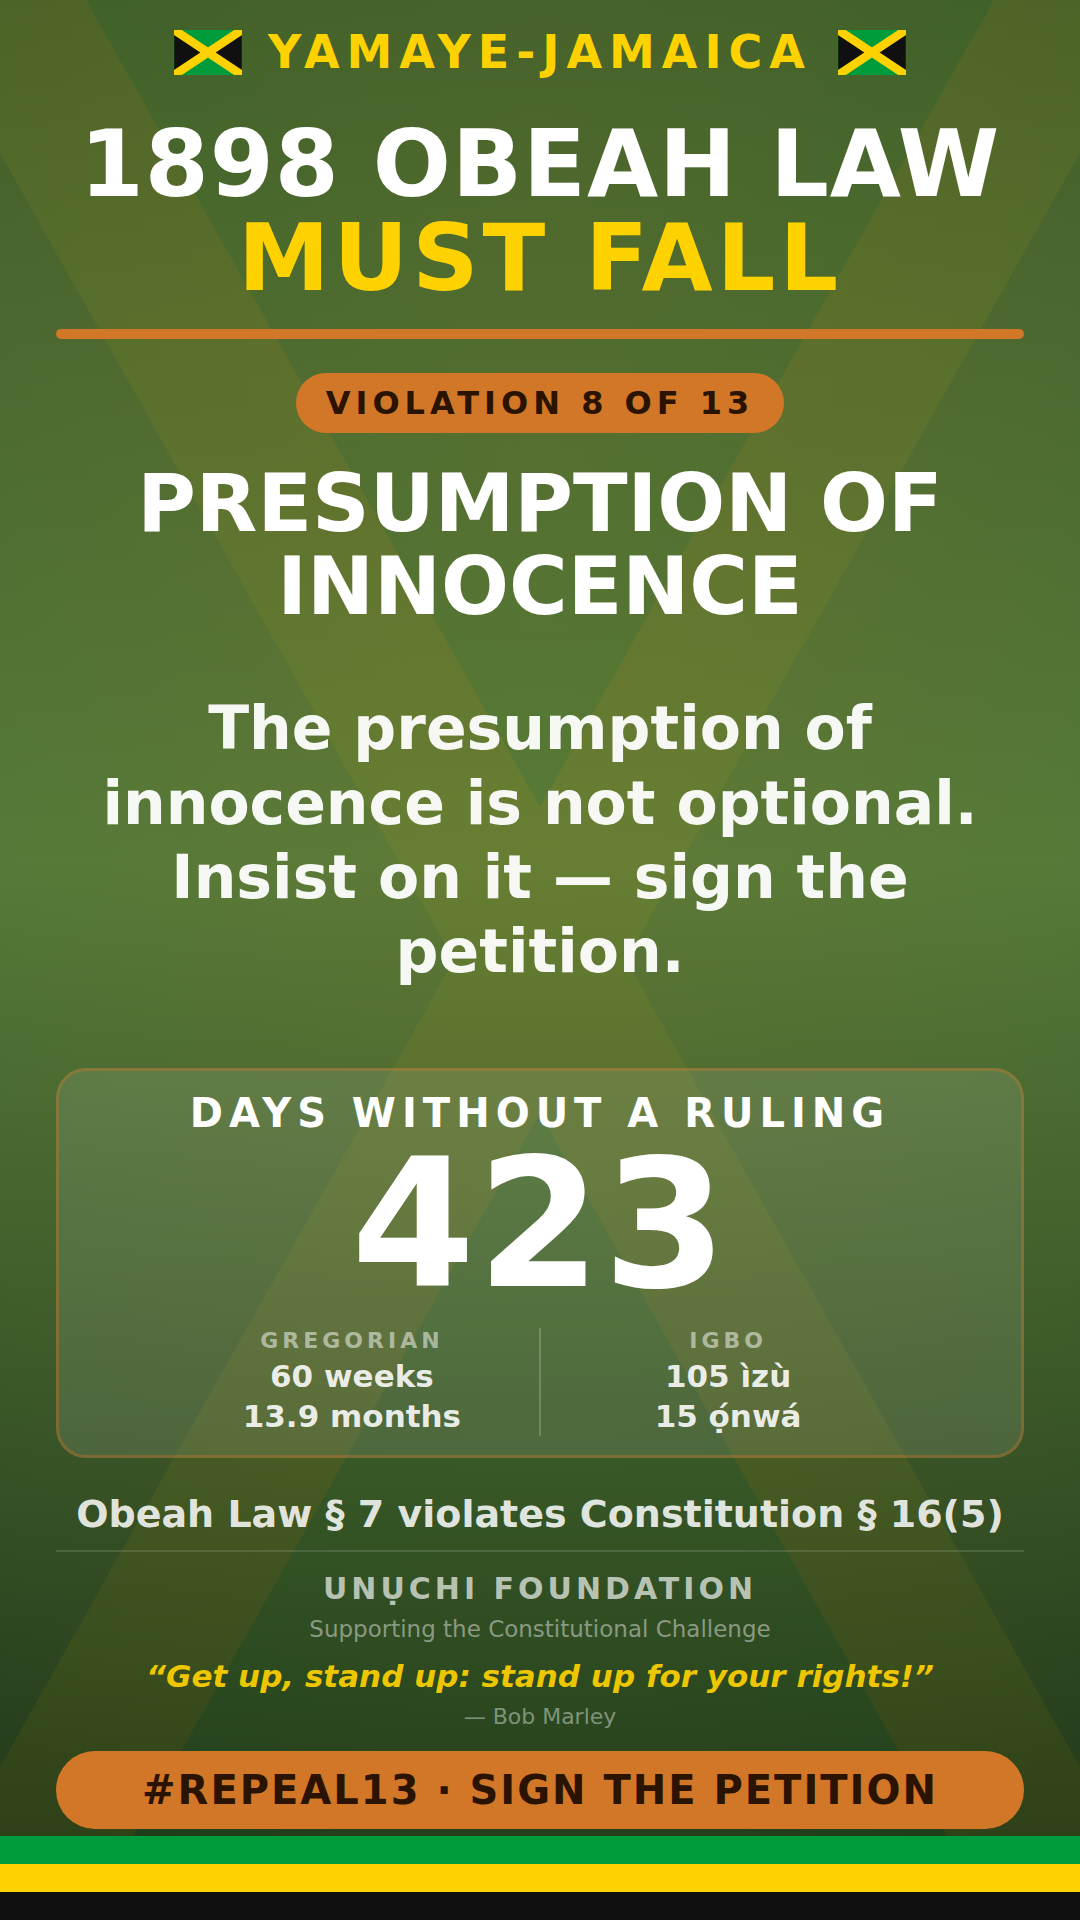 YAMAYE-JAMAICA
1898 OBEAH LAW
MUST FALL
VIOLATION 8 OF 13
PRESUMPTION OF
INNOCENCE
The presumption of
innocence is not optional.
Insist on it — sign the
petition.
DAYS WITHOUT A RULING
423
GREGORIAN
60 weeks
13.9 months
IGBO
105 ìzù
15 ọ́nwá
Obeah Law § 7 violates Constitution § 16(5)
UNỤCHI FOUNDATION
Supporting the Constitutional Challenge
“Get up, stand up: stand up for your rights!”
— Bob Marley
#REPEAL13 · SIGN THE PETITION